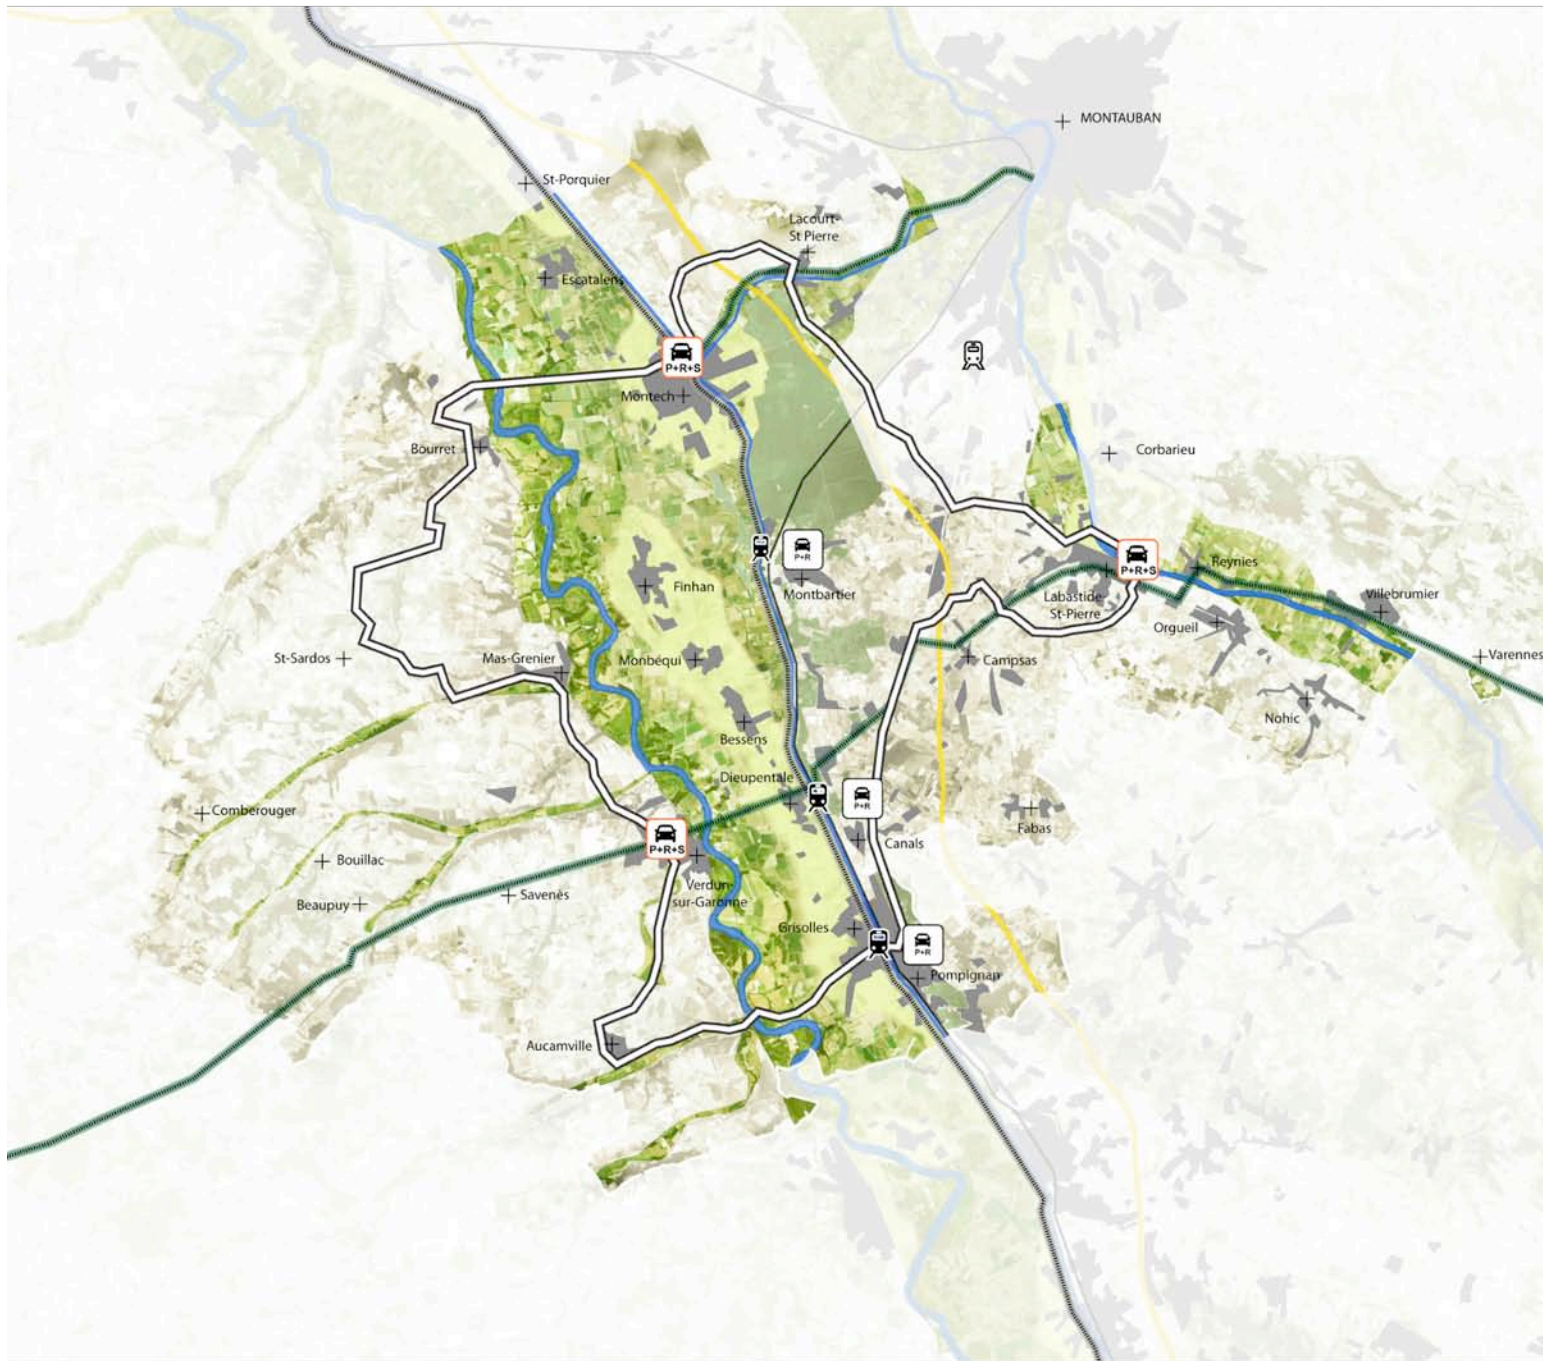 MONTAUBAN
St-Porquier
Lacourt-
St Pierre
Escatalens
P+R+S
Montech
Bourret
Corbarieu
P+R
P+R+S
Reynies
Finhan
Montbartier
Labastide-
St-Pierre
Villebrumier
Orgueil
St-Sardos
Mas-Grenier
Monbéqui
Campsas
Varennes
Nohic
Bessens
Dieupentale
P+R
Comberouger
Fabas
P+R+S
Canals
Bouillac
Verdun-
sur-Garonne
Savenès
Beaupuy
Grisolles
P+R
Pompignan
Aucamville